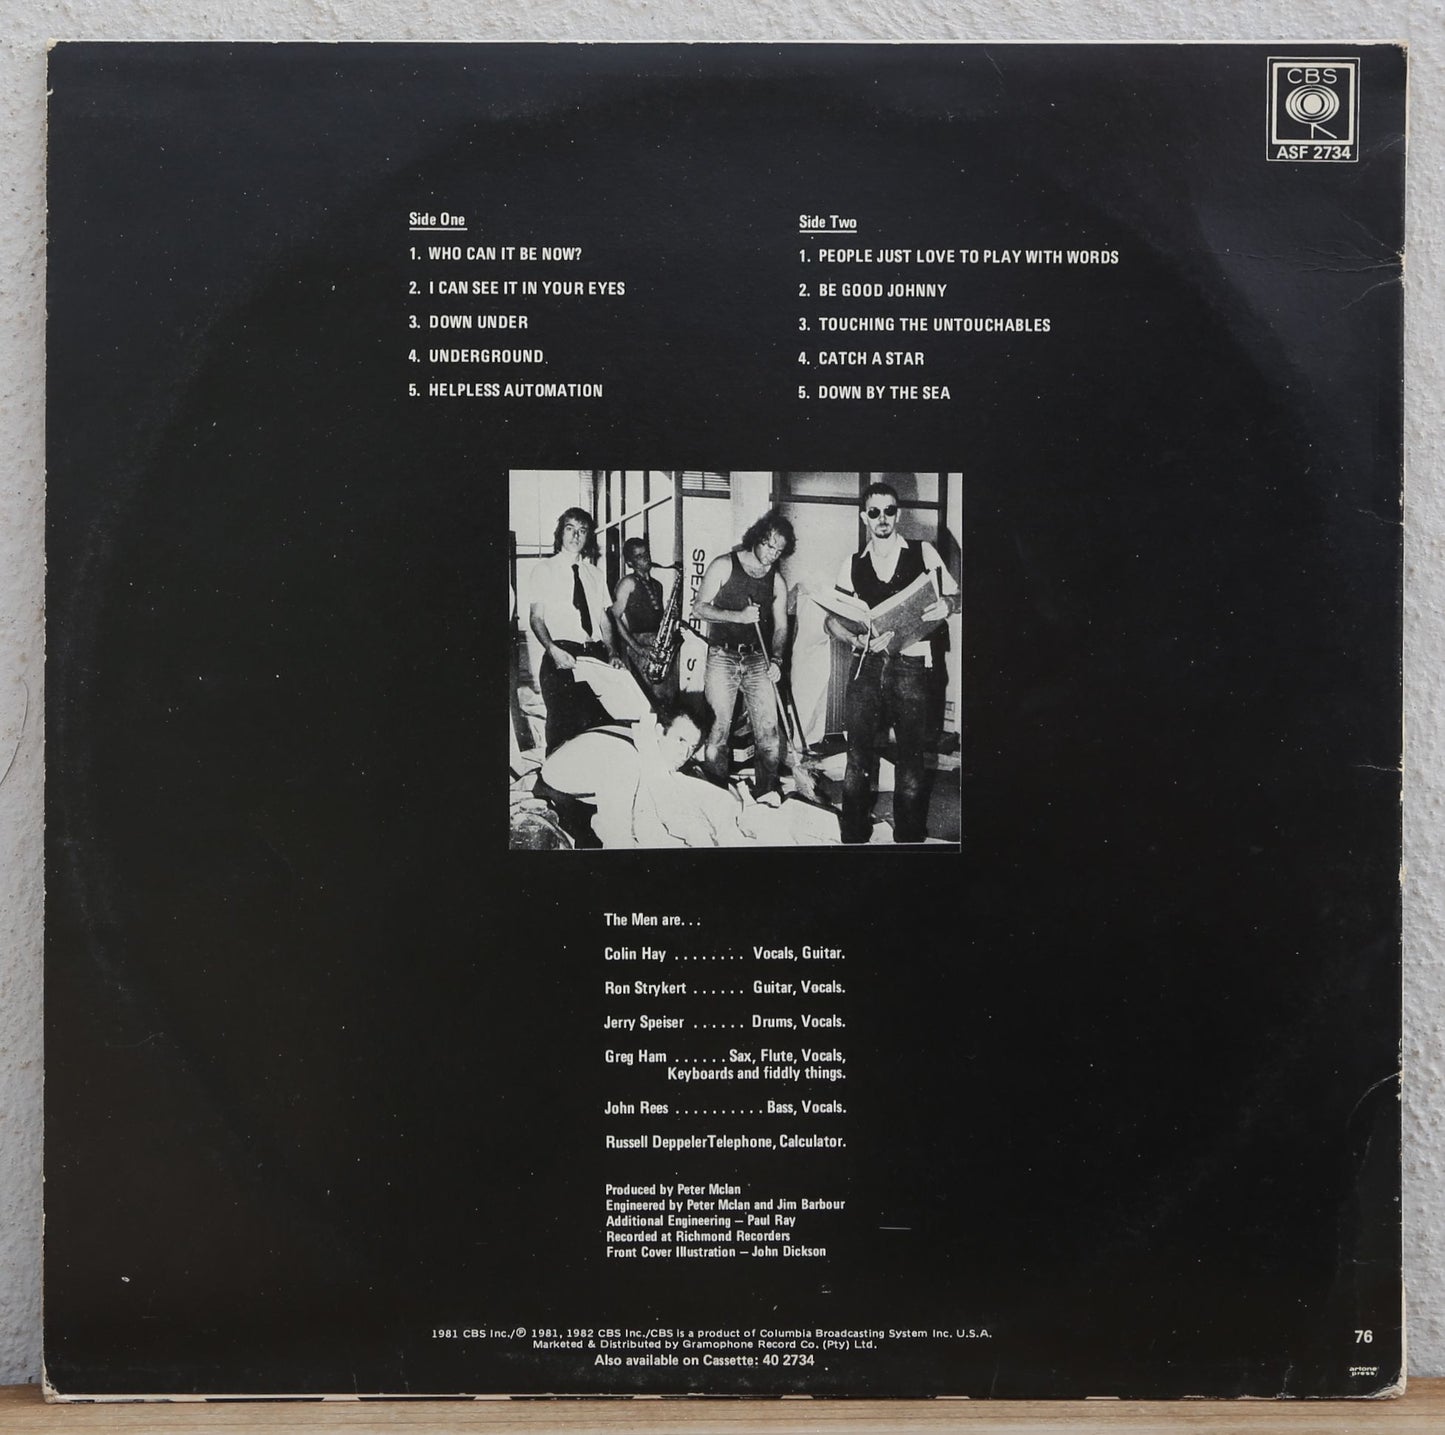 CBS
ASF 2734
Side One
1. WHO CAN IT BE NOW?
2. I CAN SEE IT IN YOUR EYES
3. DOWN UNDER
4. UNDERGROUND
5. HELPLESS AUTOMATION
Side Two
1. PEOPLE JUST LOVE TO PLAY WITH WORDS
2. BE GOOD JOHNNY
3. TOUCHING THE UNTOUCHABLES
4. CATCH A STAR
5. DOWN BY THE SEA
SPEAKERS
The Men are. . .
Colin Hay . . . . . . . . Vocals, Guitar.
Ron Strykert . . . . . . Guitar, Vocals.
Jerry Speiser . . . . . . Drums, Vocals.
Greg Ham . . . . . . Sax, Flute, Vocals,
Keyboards and fiddly things.
John Rees . . . . . . . . . . Bass, Vocals.
Russell DeppelerTelephone, Calculator.
Produced by Peter McIan
Engineered by Peter McIan and Jim Barbour
Additional Engineering – Paul Ray
Recorded at Richmond Recorders
Front Cover Illustration – John Dickson
1981 CBS Inc./℗ 1981, 1982 CBS Inc./CBS is a product of Columbia Broadcasting System Inc. U.S.A.
Marketed & Distributed by Gramophone Record Co. (Pty) Ltd.
Also available on Cassette: 40 2734
76
artone
press